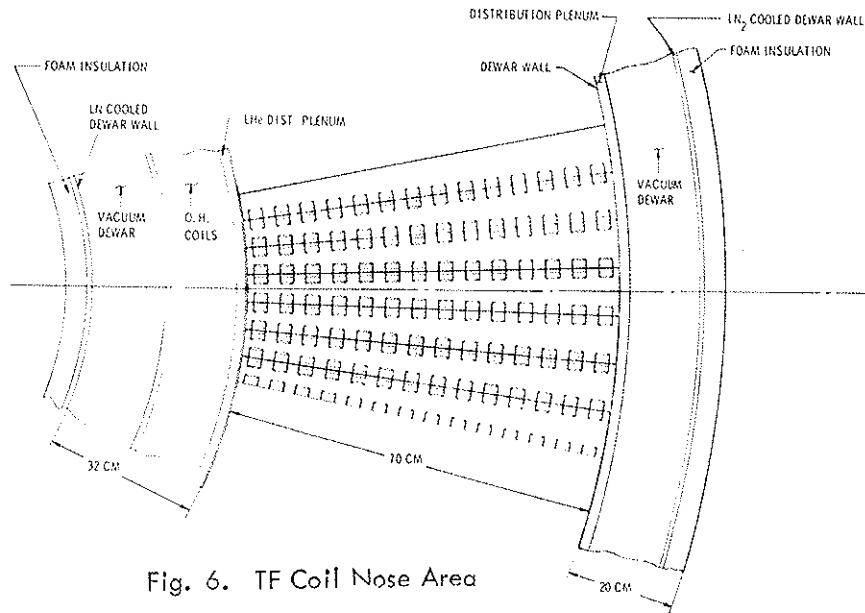 DISTRIBUTION PLENUM
LN2 COOLED DEWAR WALL
FOAM INSULATION
DEWAR WALL
FOAM INSULATION
LN COOLED
DEWAR WALL
LHe DIST PLENUM
VACUUM
DEWAR
O.H.
COILS
VACUUM
DEWAR
32 CM
70 CM
20 CM
Fig. 6. TF Coil Nose Area